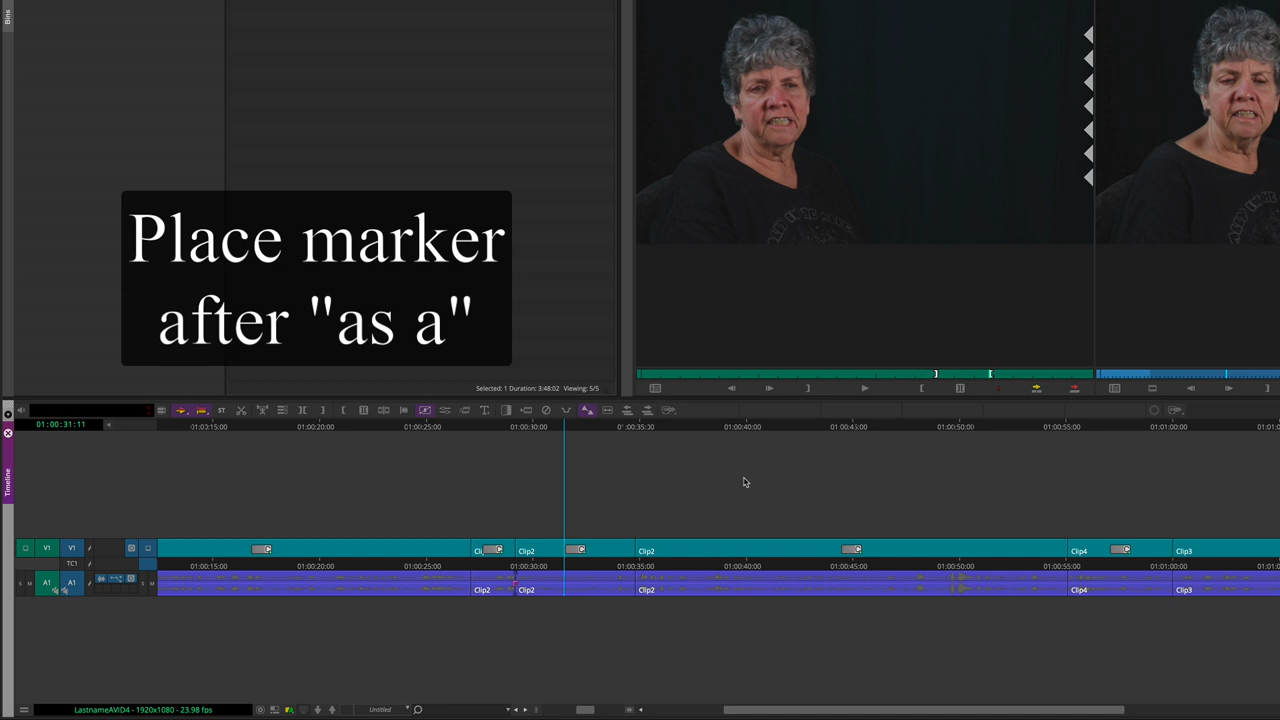 Bins
Place marker
after "as a"
Selected: 1 Duration: 3:48:02 Viewing: 5/5
ST
01:00:31:11
01:00:15:00
01:00:20:00
01:00:25:00
01:00:30:00
01:00:35:00
01:00:40:00
01:00:45:00
01:00:50:00
01:00:55:00
01:01:00:00
Timeline
V1
V1
Clip2
Clip2
Clip4
Clip3
TC1
01:00:15:00
01:00:20:00
01:00:25:00
01:00:30:00
01:00:35:00
01:00:40:00
01:00:45:00
01:00:50:00
01:00:55:00
01:01:00:00
S M
A1
A1
S M
Clip2
Clip2
Clip2
Clip4
Clip3
LastnameAVID4 - 1920x1080 - 23.98 fps
Untitled